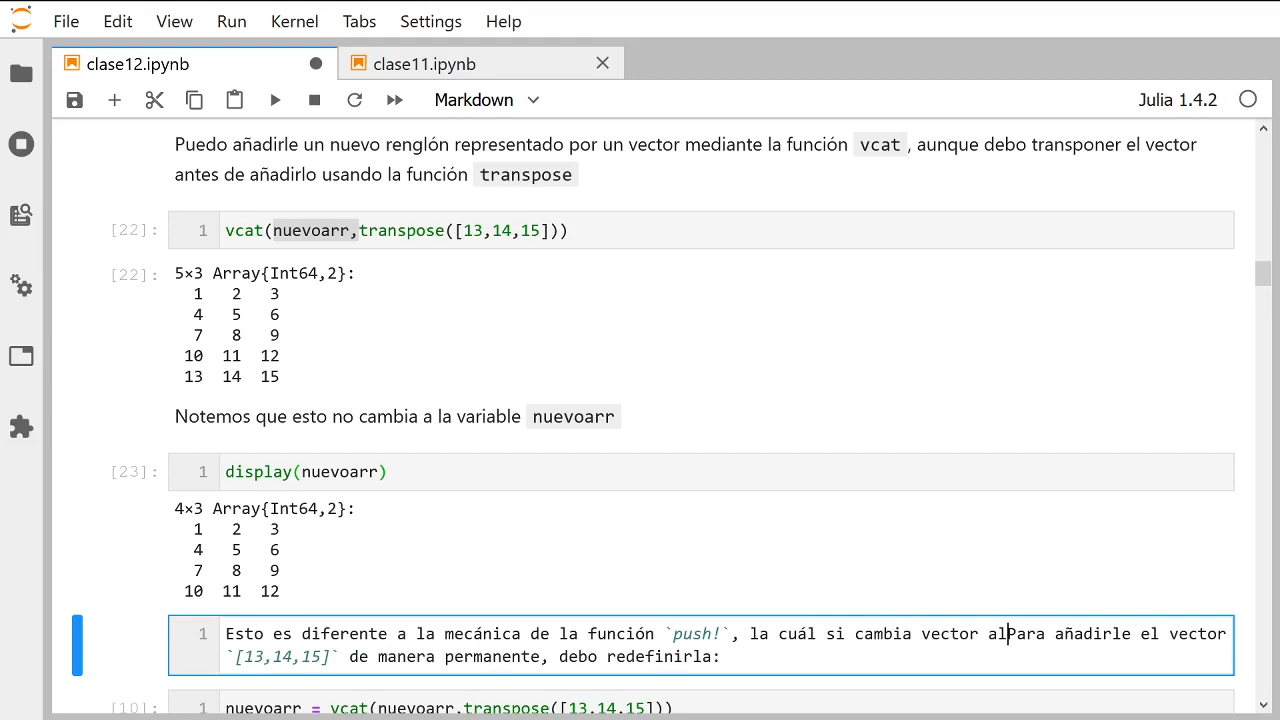 File Edit View Run Kernel Tabs Settings Help
clase12.ipynb clase11.ipynb
Markdown Julia 1.4.2
Puedo añadirle un nuevo renglón representado por un vector mediante la función vcat, aunque debo transponer el vector
antes de añadirlo usando la función transpose
[22]: 1 vcat(nuevoarr,transpose([13,14,15]))
[22]: 5×3 Array{Int64,2}:
1 2 3
4 5 6
7 8 9
10 11 12
13 14 15
Notemos que esto no cambia a la variable nuevoarr
[23]: 1 display(nuevoarr)
4×3 Array{Int64,2}:
1 2 3
4 5 6
7 8 9
10 11 12
1 Esto es diferente a la mecánica de la función `push!`, la cuál si cambia vector alPara añadirle el vector
`[13,14,15]` de manera permanente, debo redefinirla:
[10]: 1 nuevoarr = vcat(nuevoarr,transpose([13,14,15]))